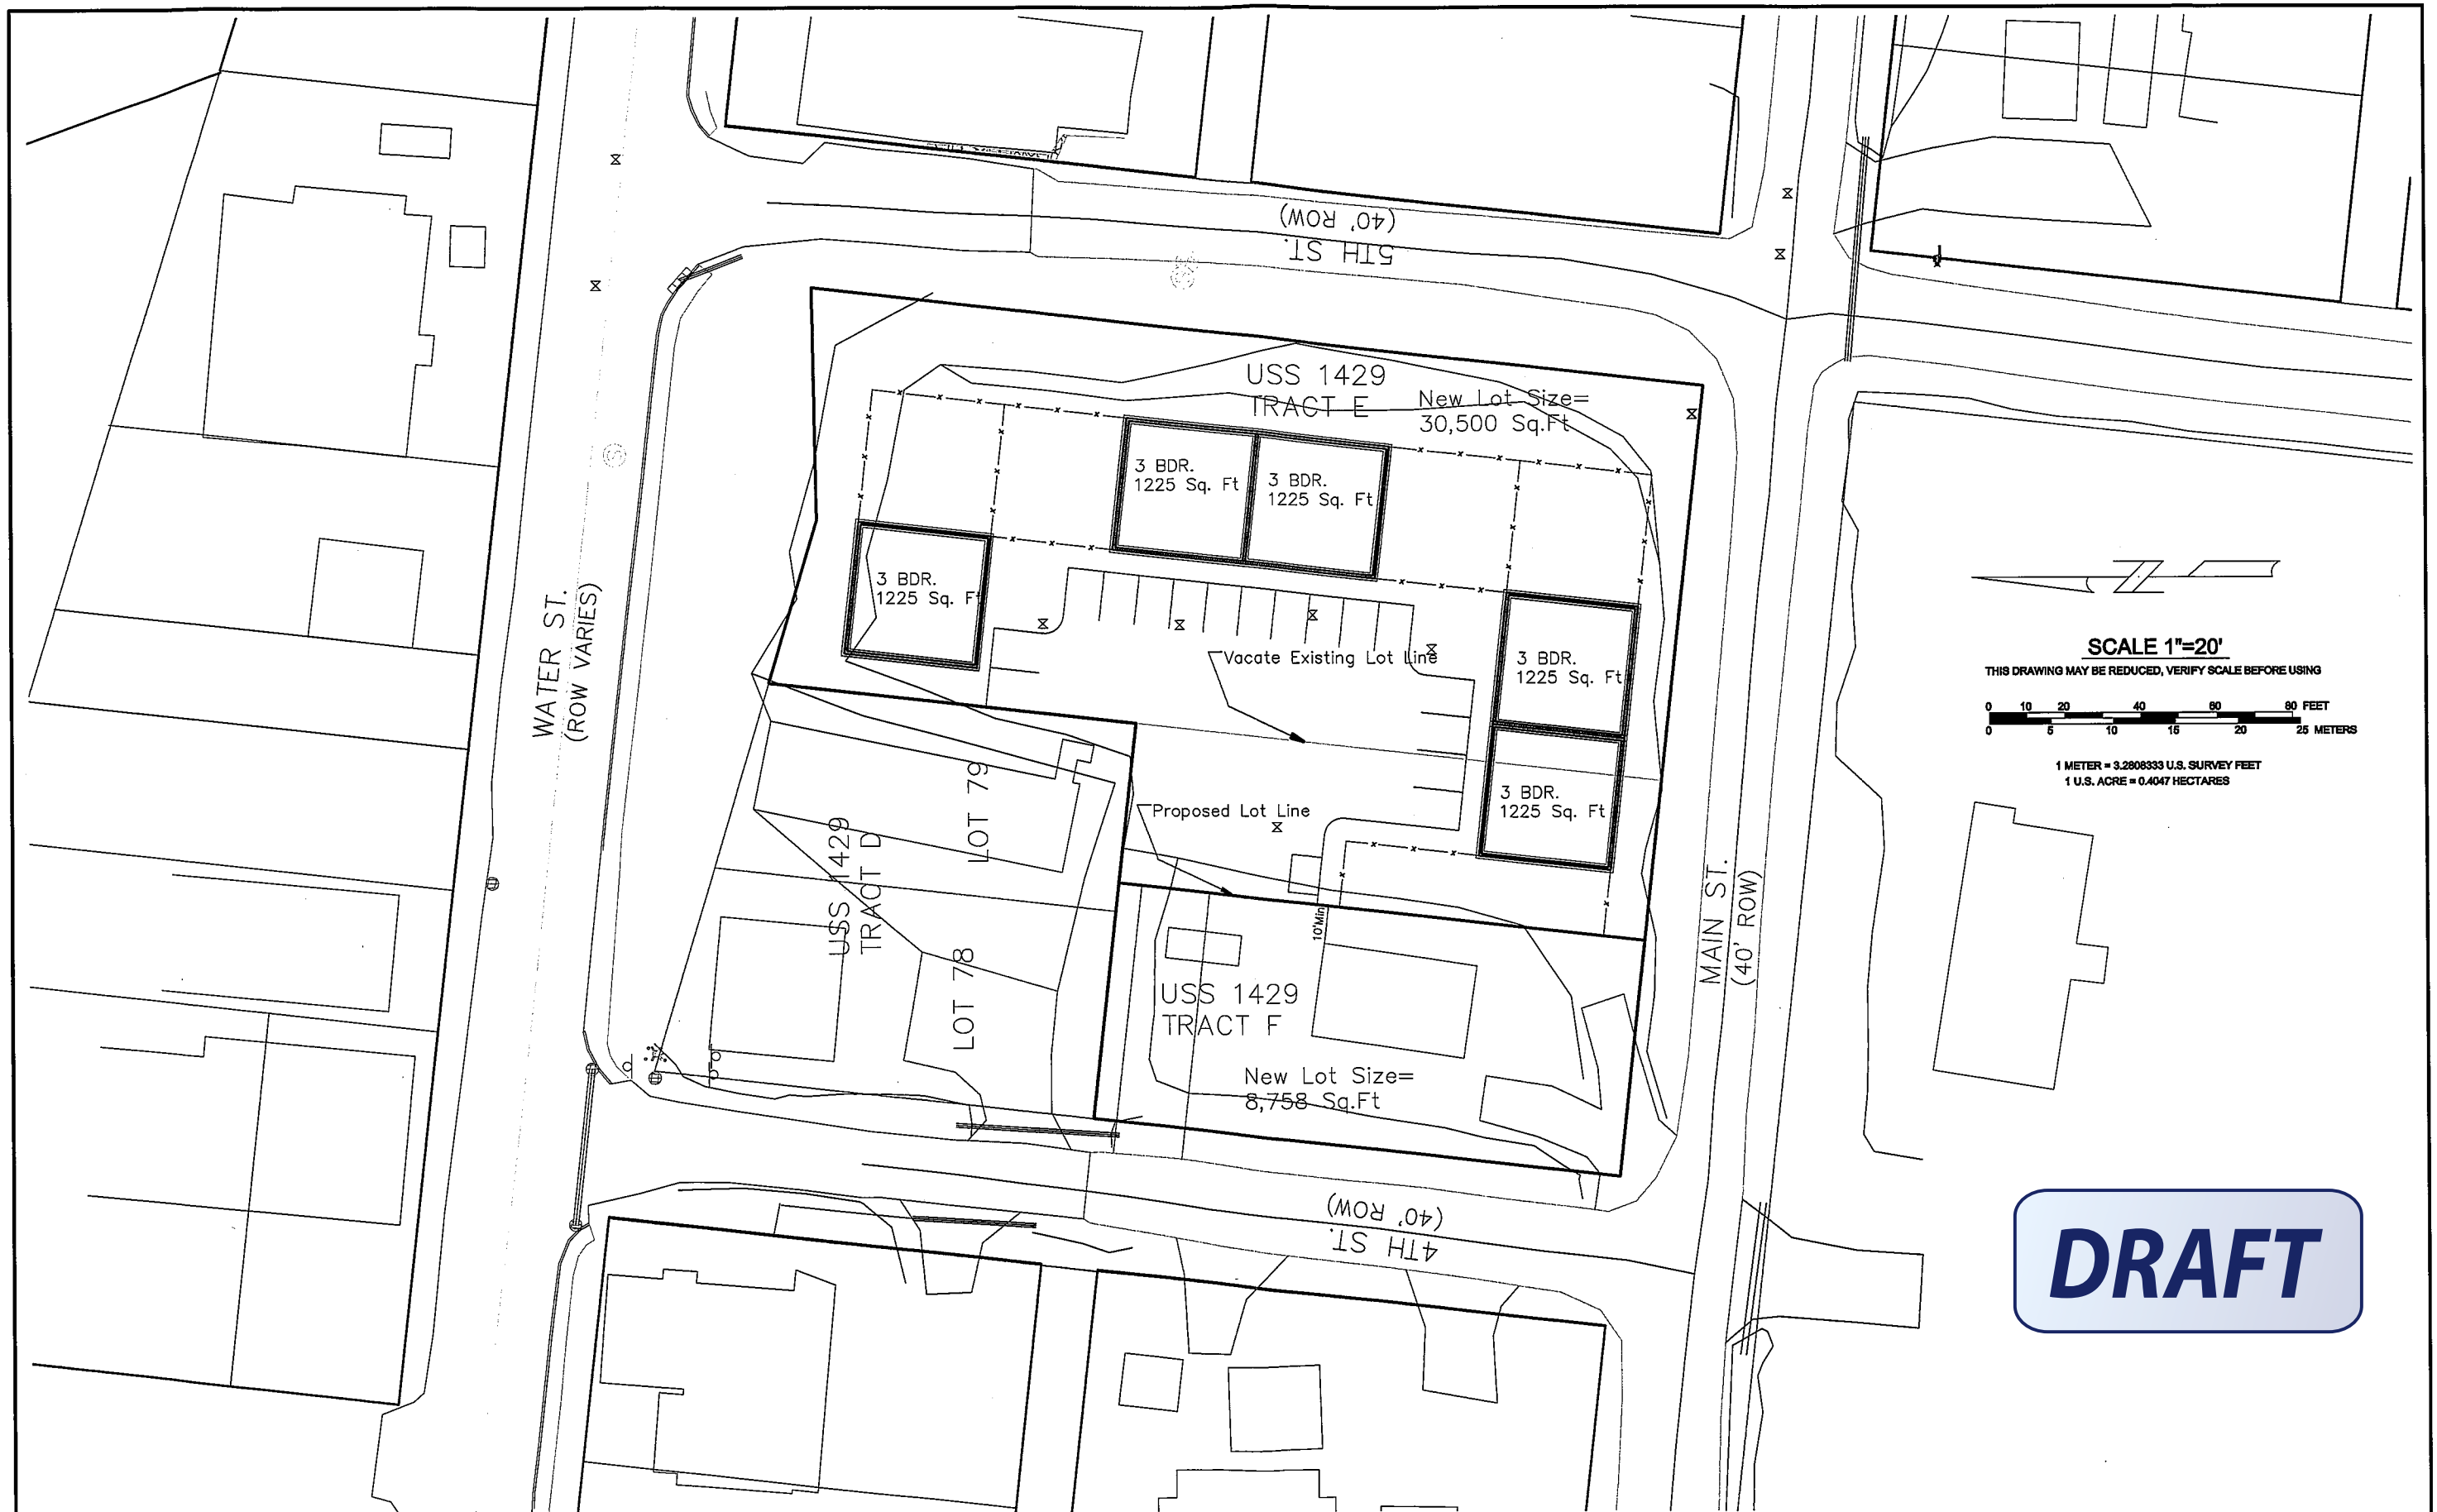 (40' ROW)
5TH ST.
USS 1429
TRACT E
New Lot Size=
30,500 Sq.Ft
3 BDR.
1225 Sq. Ft
3 BDR.
1225 Sq. Ft
3 BDR.
1225 Sq. Ft
WATER ST.
(ROW VARIES)
Vacate Existing Lot Line
3 BDR.
1225 Sq. Ft
3 BDR.
1225 Sq. Ft
SCALE 1"=20'
THIS DRAWING MAY BE REDUCED, VERIFY SCALE BEFORE USING
0 10 20 40 60 80 FEET
0 5 10 15 20 25 METERS
1 METER = 3.2808333 U.S. SURVEY FEET
1 U.S. ACRE = 0.4047 HECTARES
Proposed Lot Line
LOT 79
USS 1429
TRACT D
LOT 78
10'Min
USS 1429
TRACT F
New Lot Size=
8,758 Sq.Ft
MAIN ST.
(40' ROW)
(40' ROW)
4TH ST.
DRAFT